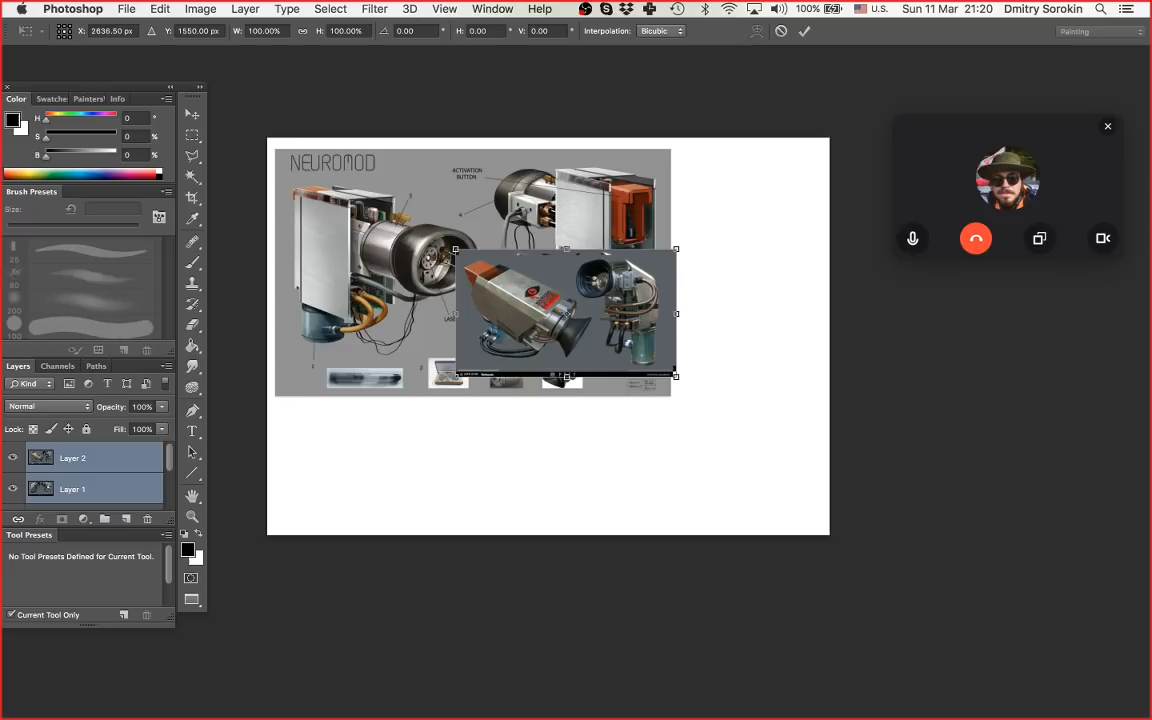 Photoshop File Edit Image Layer Type Select Filter 3D View Window Help 100% U.S. Sun 11 Mar 21:20 Dmitry Sorokin
X: 2636.50 px Y: 1550.00 px W: 100.00% H: 100.00% 0.00 ° H: 0.00 ° V: 0.00 ° Interpolation: Bicubic Painting
Color Swatche Painters' Info
H 0 °
S 0 %
B 0 %
Brush Presets
Size:
25
50
100
Layers Channels Paths
Kind
Normal Opacity: 100%
Lock: Fill: 100%
Layer 2
Layer 1
fx
Tool Presets
No Tool Presets Defined for Current Tool.
Current Tool Only
NEUROMOD
ACTIVATION
BUTTON